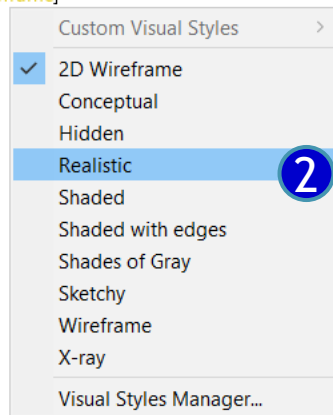 Custom Visual Styles
2D Wireframe
Conceptual
Hidden
Realistic
2
Shaded
Shaded with edges
Shades of Gray
Sketchy
Wireframe
X-ray
Visual Styles Manager...